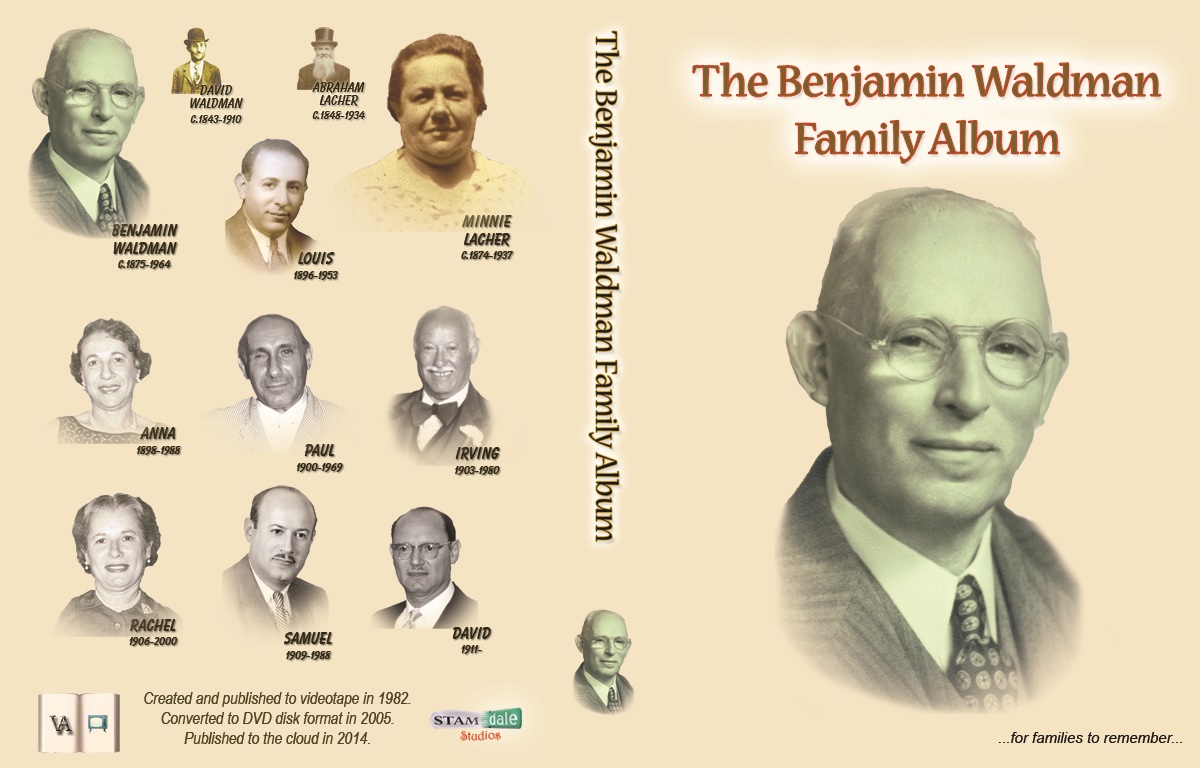 DAVID
WALDMAN
C.1843-1910
ABRAHAM
LACHER
C.1848-1934
BENJAMIN
WALDMAN
C.1875-1964
LOUIS
1896-1953
MINNIE
LACHER
C.1874-1937
ANNA
1898-1988
PAUL
1900-1969
IRVING
1903-1980
RACHEL
1906-2000
SAMUEL
1909-1988
DAVID
1911-
VA
Created and published to videotape in 1982.
Converted to DVD disk format in 2005.
Published to the cloud in 2014.
STAMdale
Studios
The Benjamin Waldman Family Album
The Benjamin Waldman
Family Album
...for families to remember...